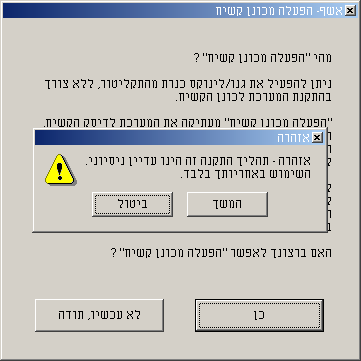 אשף- הפעלה מכונן קשיח
מהי "הפעלה מכונן קשיח" ?
ניתן להפעיל את גנו/לינוקס כנרת מהתקליטור, ללא צורך
בהתקנת המערכת לכונן הקשיח.
"הפעלה מכונן קשיח" מעתיקה את המערכת לדיסק הקשיח.
אזהרה
אזהרה - תהליך התקנה זה הינו עדיין ניסיוני.
השימוש באחריותך בלבד.
המשך
ביטול
האם ברצונך לאפשר "הפעלה מכונן קשיח" ?
כן
לא עכשיו, תודה